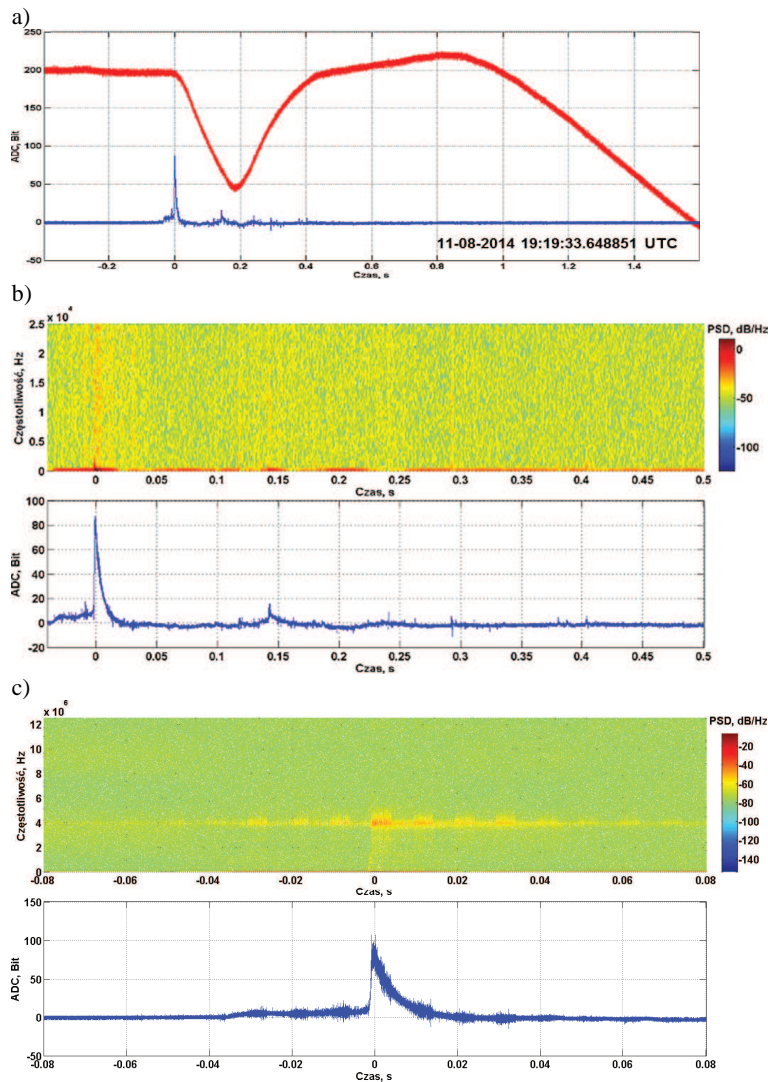 a)
250
200
150
100
50
0
-50
ADC, Bit
11-08-2014 19:19:33.648851 UTC
-0.2 0 0.2 0.4 0.6 0.8 1 1.2 1.4
Czas, s
b)
x 10⁴
2.5
2
1.5
1
0.5
0
Częstotliwość, Hz
0 0.05 0.1 0.15 0.2 0.25 0.3 0.35 0.4 0.45 0.5
Czas, s
PSD, dB/Hz
0
-50
-100
100
80
60
40
20
0
-20
ADC, Bit
0 0.05 0.1 0.15 0.2 0.25 0.3 0.35 0.4 0.45 0.5
Czas, s
c)
x 10⁶
12
10
8
6
4
2
0
Częstotliwość, Hz
-0.08 -0.06 -0.04 -0.02 0 0.02 0.04 0.06 0.08
Czas, s
PSD, dB/Hz
-20
-40
-60
-80
-100
-120
-140
150
100
50
0
-50
ADC, Bit
-0.08 -0.06 -0.04 -0.02 0 0.02 0.04 0.06 0.08
Czas, s